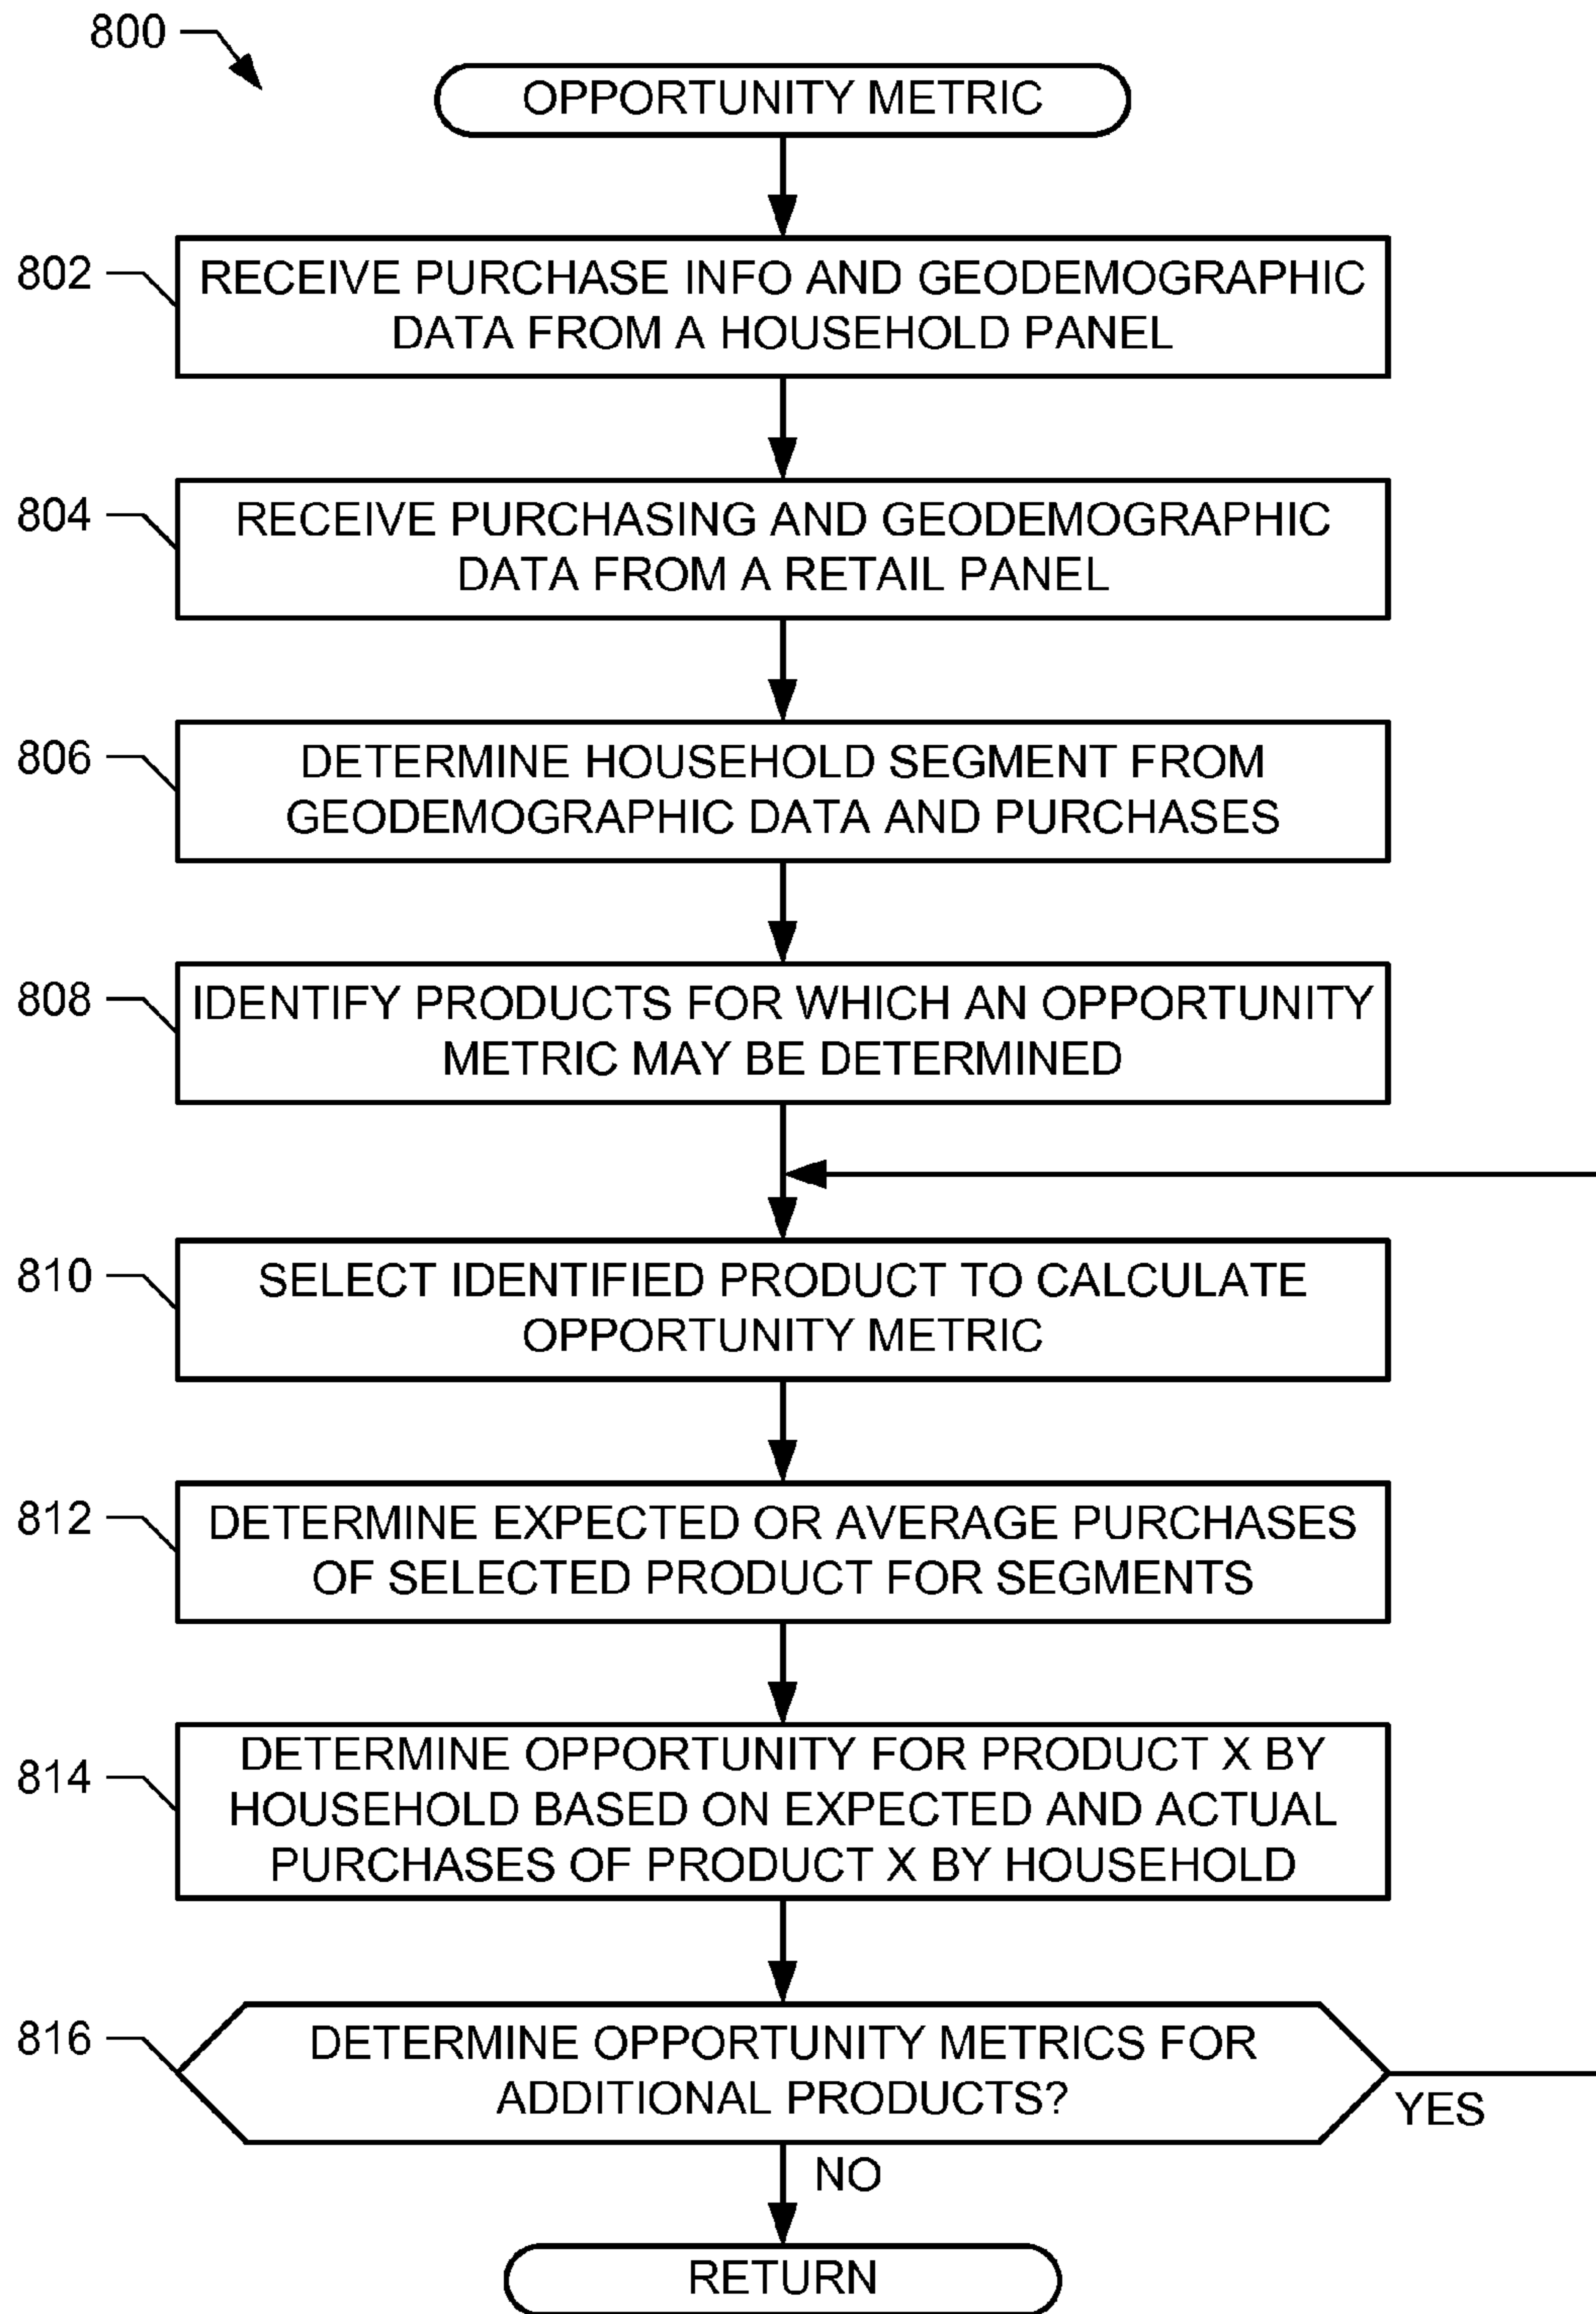 800
OPPORTUNITY METRIC
802
RECEIVE PURCHASE INFO AND GEODEMOGRAPHIC
DATA FROM A HOUSEHOLD PANEL
804
RECEIVE PURCHASING AND GEODEMOGRAPHIC
DATA FROM A RETAIL PANEL
806
DETERMINE HOUSEHOLD SEGMENT FROM
GEODEMOGRAPHIC DATA AND PURCHASES
808
IDENTIFY PRODUCTS FOR WHICH AN OPPORTUNITY
METRIC MAY BE DETERMINED
810
SELECT IDENTIFIED PRODUCT TO CALCULATE
OPPORTUNITY METRIC
812
DETERMINE EXPECTED OR AVERAGE PURCHASES
OF SELECTED PRODUCT FOR SEGMENTS
814
DETERMINE OPPORTUNITY FOR PRODUCT X BY
HOUSEHOLD BASED ON EXPECTED AND ACTUAL
PURCHASES OF PRODUCT X BY HOUSEHOLD
816
DETERMINE OPPORTUNITY METRICS FOR
ADDITIONAL PRODUCTS?
YES
NO
RETURN